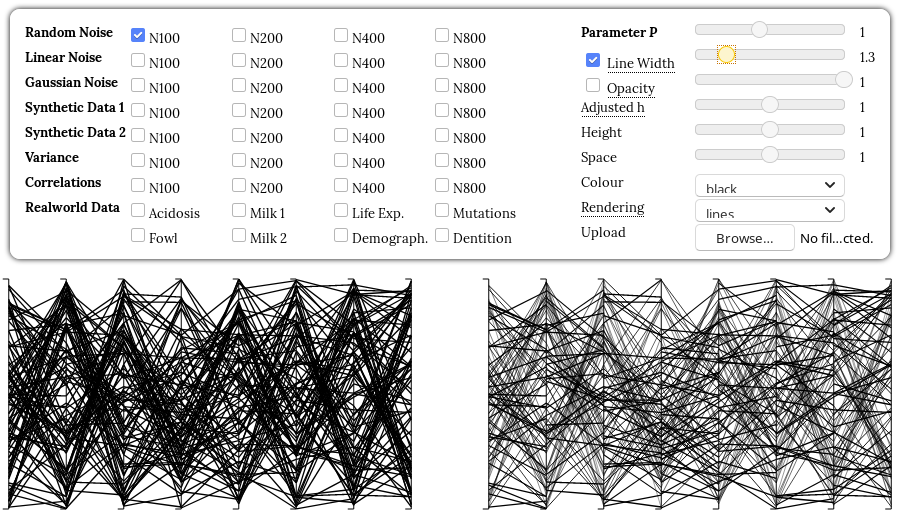 Random Noise N100 N200 N400 N800 Parameter P 1
Linear Noise N100 N200 N400 N800 Line Width 1.3
Gaussian Noise N100 N200 N400 N800 Opacity 1
Synthetic Data 1 N100 N200 N400 N800 Adjusted h 1
Synthetic Data 2 N100 N200 N400 N800 Height 1
Variance N100 N200 N400 N800 Space 1
Correlations N100 N200 N400 N800 Colour black
Realworld Data Acidosis Milk 1 Life Exp. Mutations Rendering lines
Fowl Milk 2 Demograph. Dentition Upload Browse... No fil...cted.